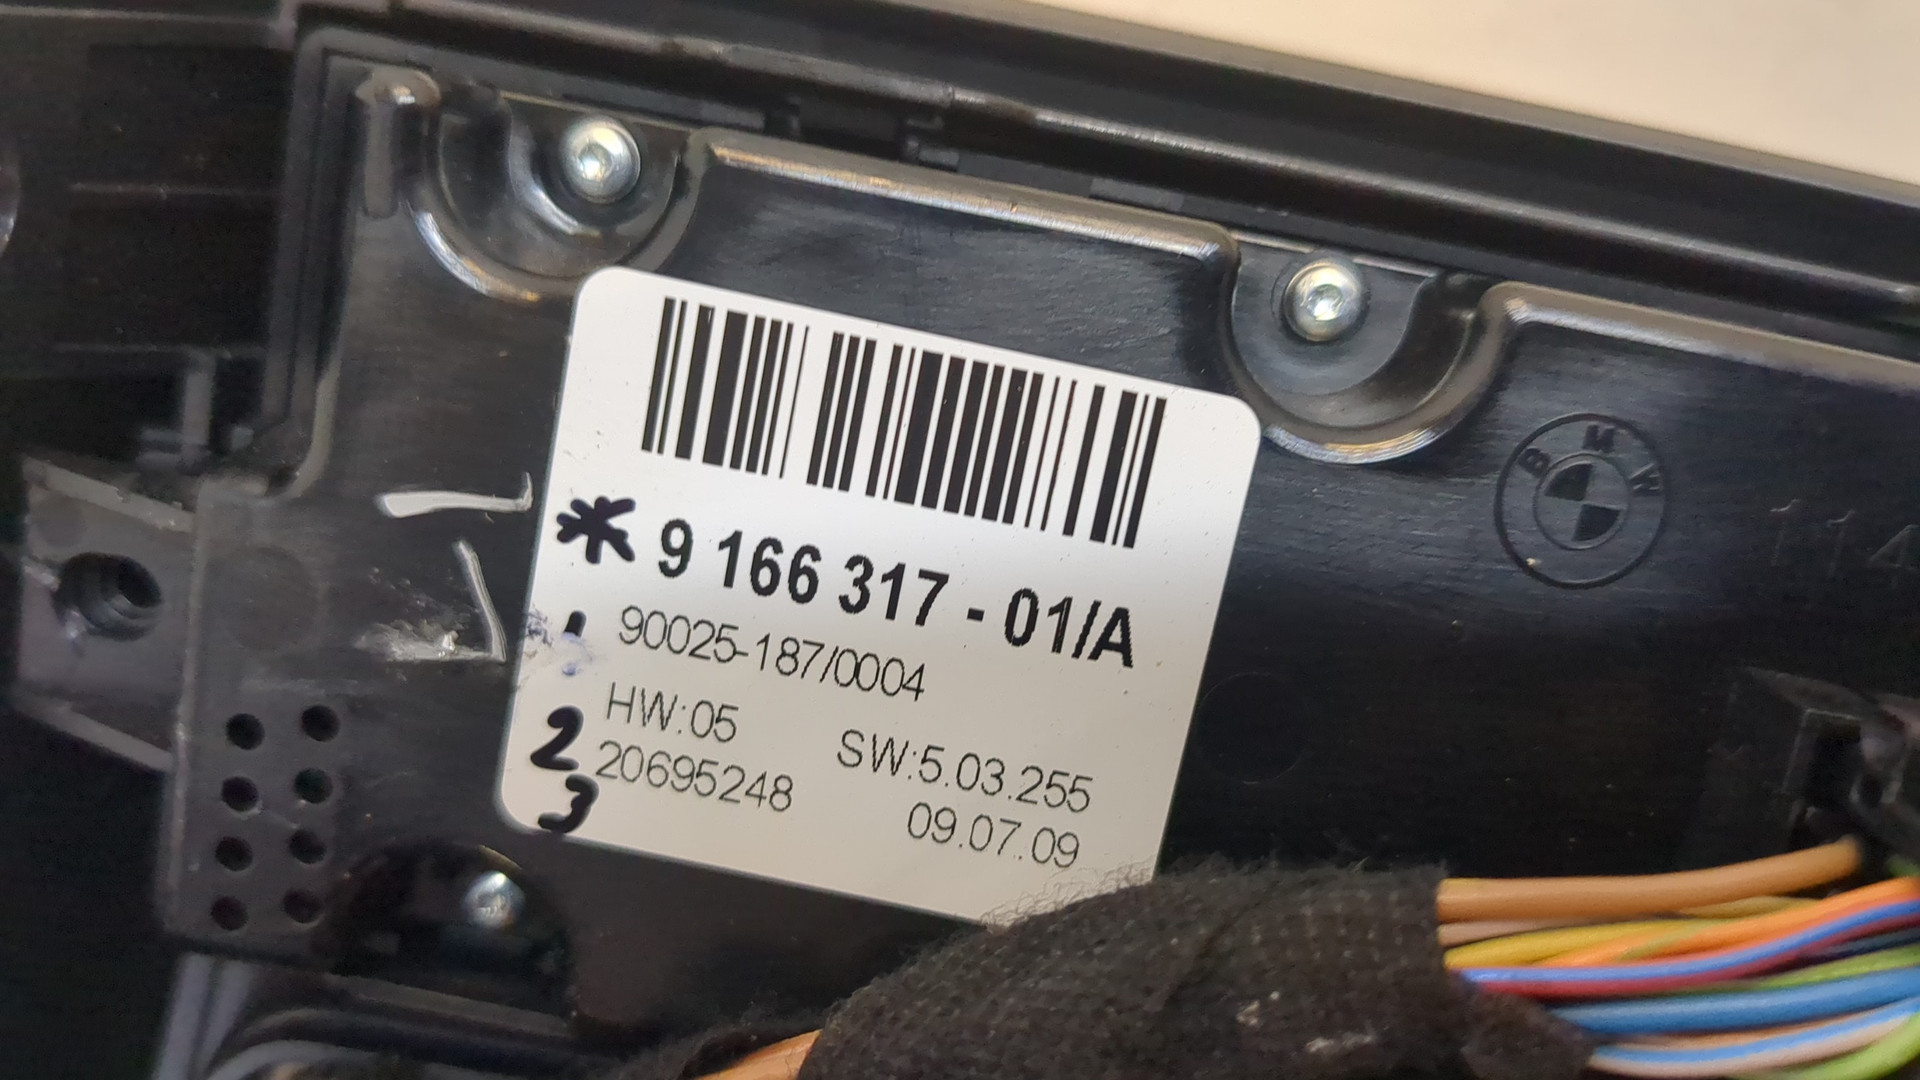 * 9 166 317 - 01/A
90025-187/0004
HW:05 SW:5.03.255
20695248 09.07.09
2
3
BMW
114